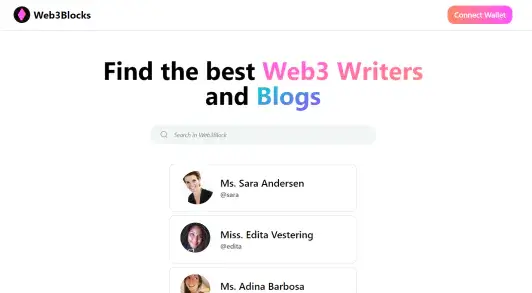 Web3Blocks
Connect Wallet
Find the best Web3 Writers
and Blogs
Search in Web3Block
Ms. Sara Andersen
@sara
Miss. Edita Vestering
@edita
Ms. Adina Barbosa